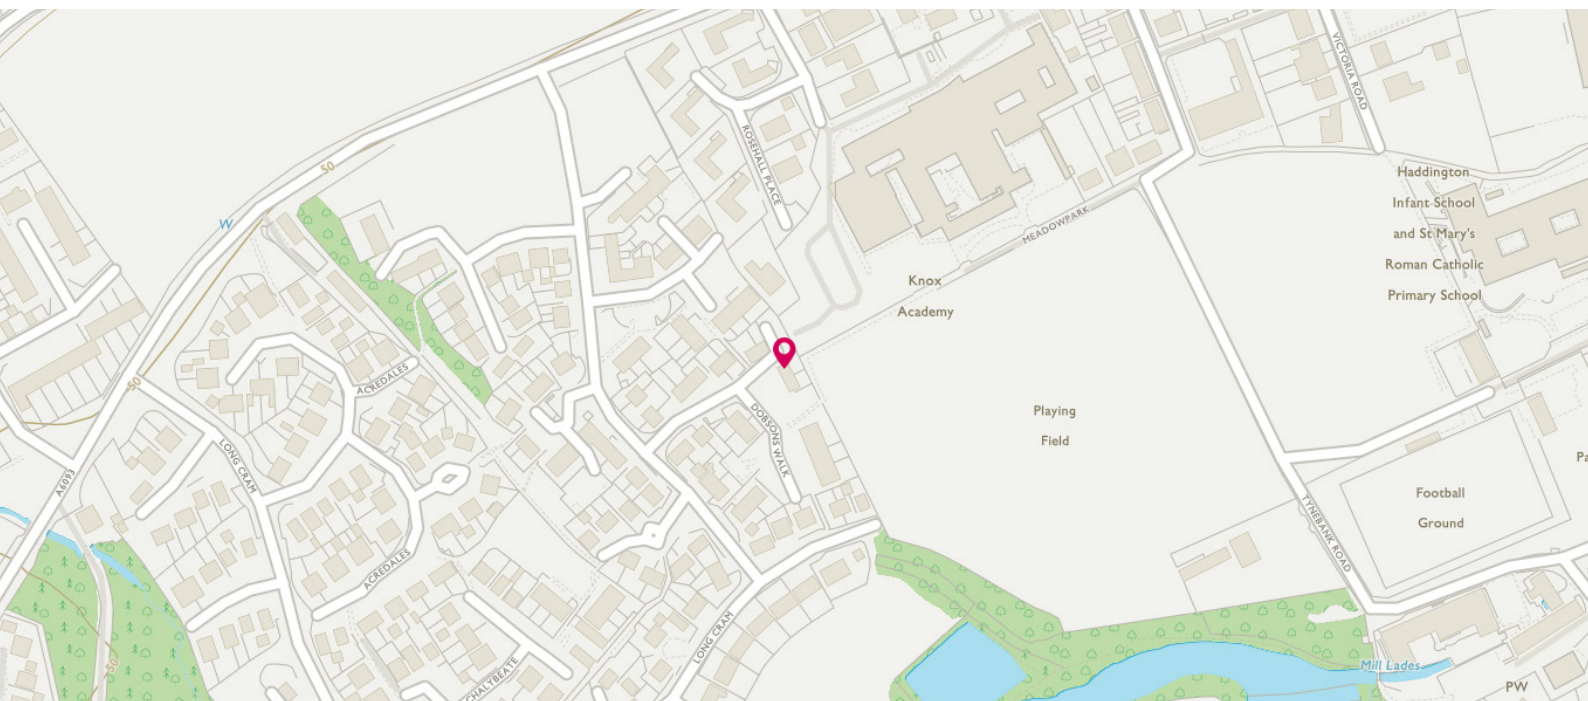 VICTORIA ROAD
ROSEHALL PLACE
50
Haddington
Infant School
and St Mary's
Roman Catholic
Primary School
MEADOWPARK
W
Knox
Academy
ACREDALES
50
Playing
Field
DOBSONS WALK
LONG CRAM
A6093
Football
Ground
TYNEBANK ROAD
ACREDALES
LONG CRAM
50
CHALYBEATE
Mill Lades
PW